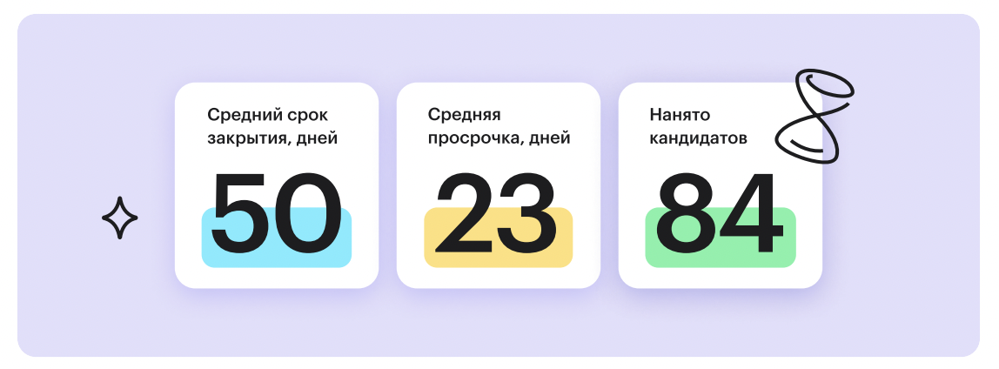 Средний срок
закрытия, дней
50
Средняя
просрочка, дней
23
Нанято
кандидатов
84